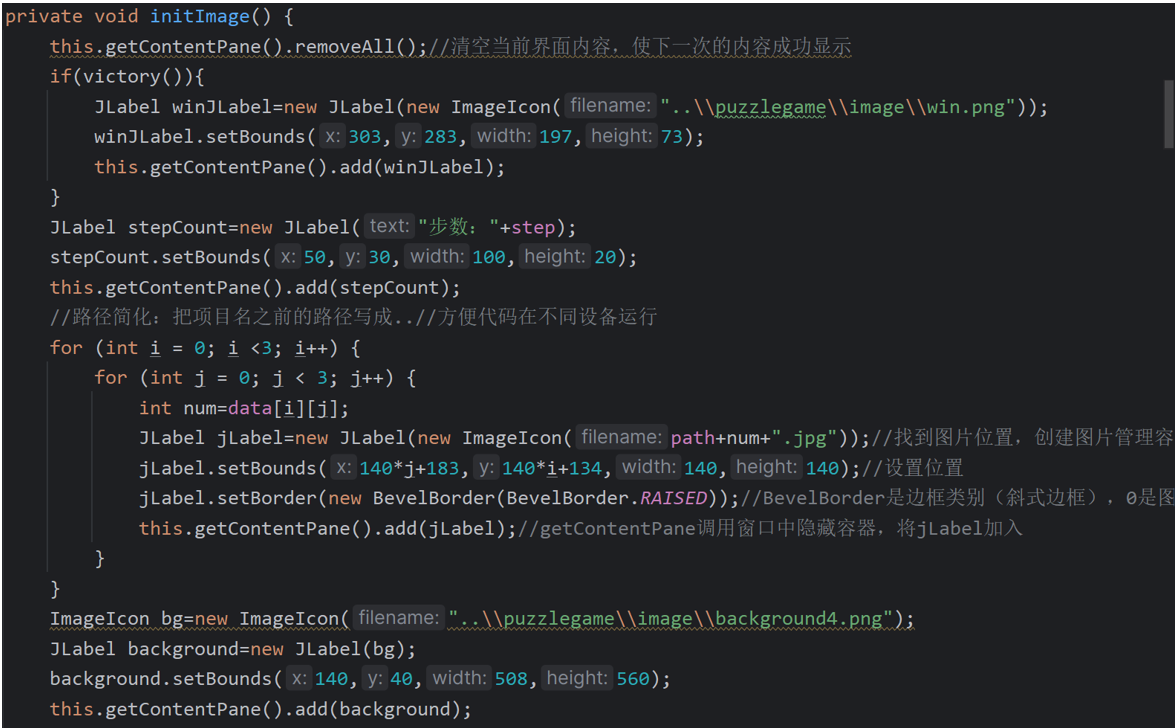 private void initImage() {
this.getContentPane().removeAll();//清空当前界面内容，使下一次的内容成功显示
if(victory()){
JLabel winJLabel=new JLabel(new ImageIcon( filename: "..\\puzzlegame\\image\\win.png"));
winJLabel.setBounds( x: 303, y: 283, width: 197, height: 73);
this.getContentPane().add(winJLabel);
}
JLabel stepCount=new JLabel( text: "步数："+step);
stepCount.setBounds( x: 50, y: 30, width: 100, height: 20);
this.getContentPane().add(stepCount);
//路径简化：把项目名之前的路径写成..//方便代码在不同设备运行
for (int i = 0; i <3; i++) {
for (int j = 0; j < 3; j++) {
int num=data[i][j];
JLabel jLabel=new JLabel(new ImageIcon( filename: path+num+".jpg"));//找到图片位置，创建图片管理容
jLabel.setBounds( x: 140*j+183, y: 140*i+134, width: 140, height: 140);//设置位置
jLabel.setBorder(new BevelBorder(BevelBorder.RAISED));//BevelBorder是边框类别（斜式边框），0是图
this.getContentPane().add(jLabel);//getContentPane调用窗口中隐藏容器，将jLabel加入
}
}
ImageIcon bg=new ImageIcon( filename: "..\\puzzlegame\\image\\background4.png");
JLabel background=new JLabel(bg);
background.setBounds( x: 140, y: 40, width: 508, height: 560);
this.getContentPane().add(background);